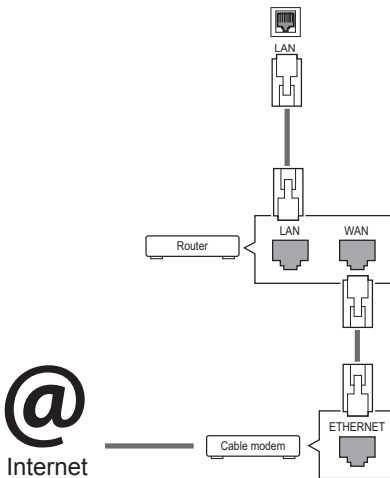 LAN
LAN WAN
Router
ETHERNET
@
Cable modem
Internet